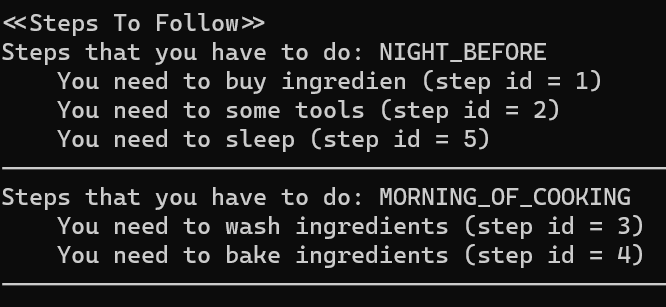 <<Steps To Follow>>
Steps that you have to do: NIGHT_BEFORE
    You need to buy ingredien (step id = 1)
    You need to some tools (step id = 2)
    You need to sleep (step id = 5)
Steps that you have to do: MORNING_OF_COOKING
    You need to wash ingredients (step id = 3)
    You need to bake ingredients (step id = 4)